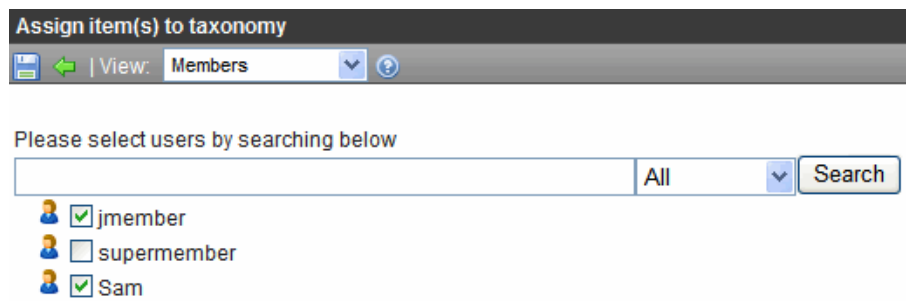 Assign item(s) to taxonomy
| View: Members
Please select users by searching below
All Search
jmember
supermember
Sam